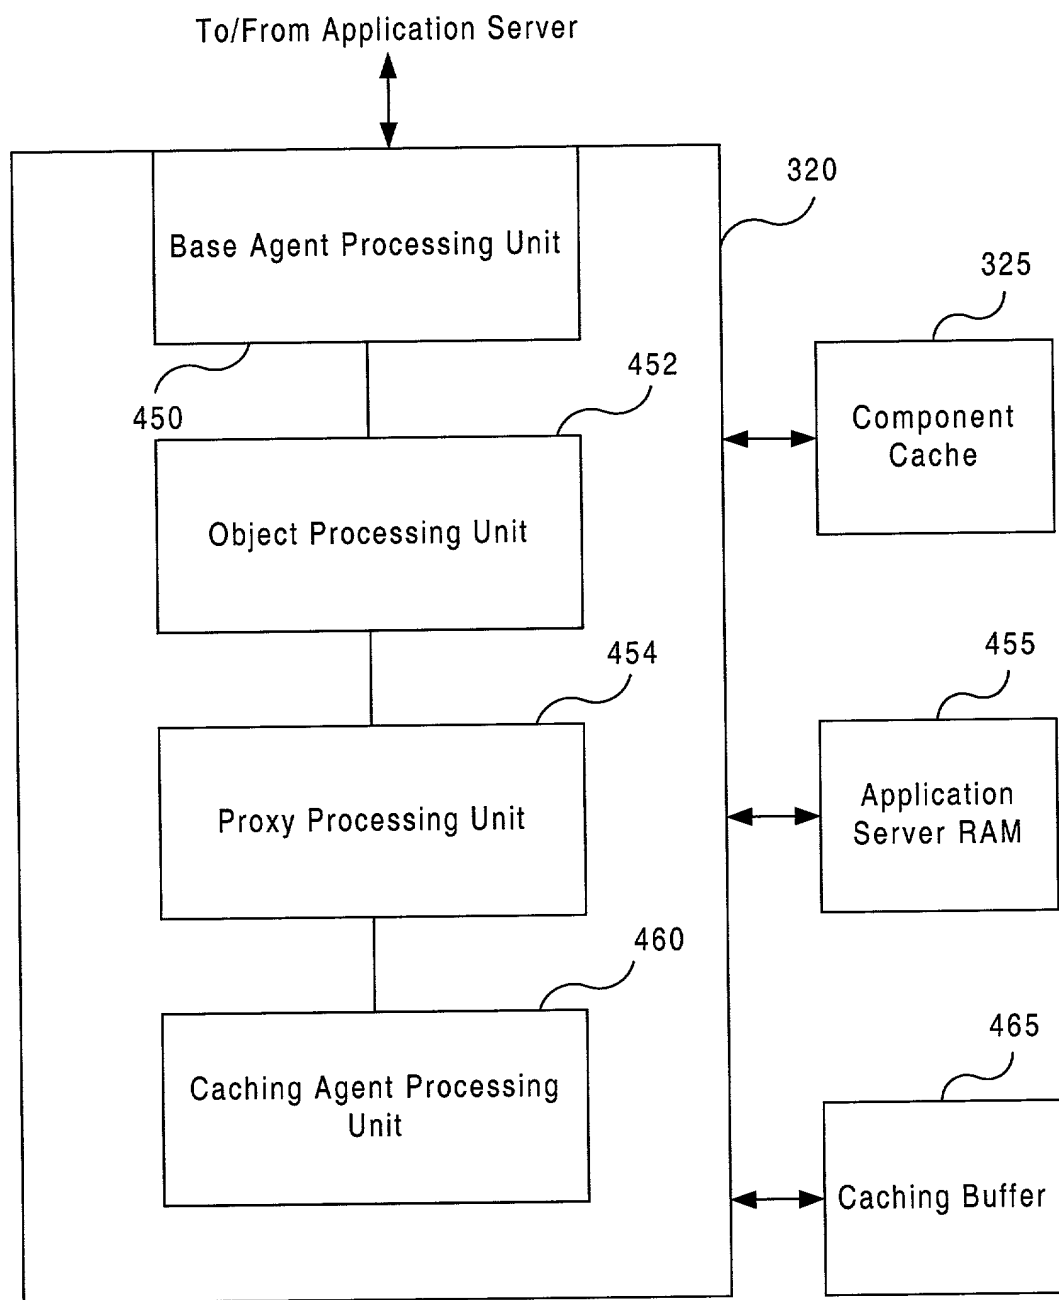 To/From Application Server
320
Base Agent Processing Unit
325
450
452
Component
Cache
Object Processing Unit
454
455
Proxy Processing Unit
Application
Server RAM
460
465
Caching Agent Processing
Unit
Caching Buffer